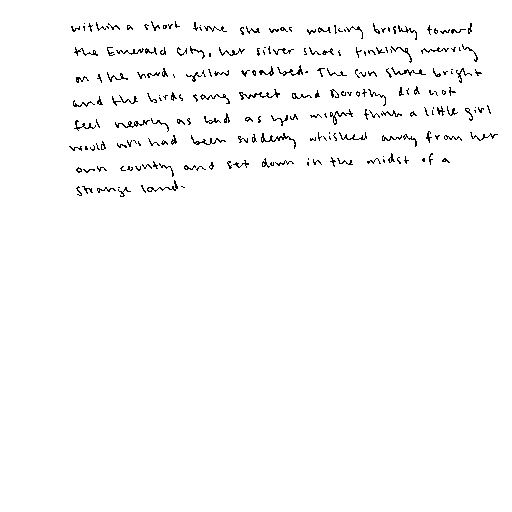 within a short time she was walking briskly toward
the Emerald City, her silver shoes tinkling merrily
on the hard, yellow roadbed. The sun shone bright
and the birds sang sweet and Dorothy did not
feel nearly as bad as you might think a little girl
would who had been suddenly whisked away from her
own country and set down in the midst of a
strange land.